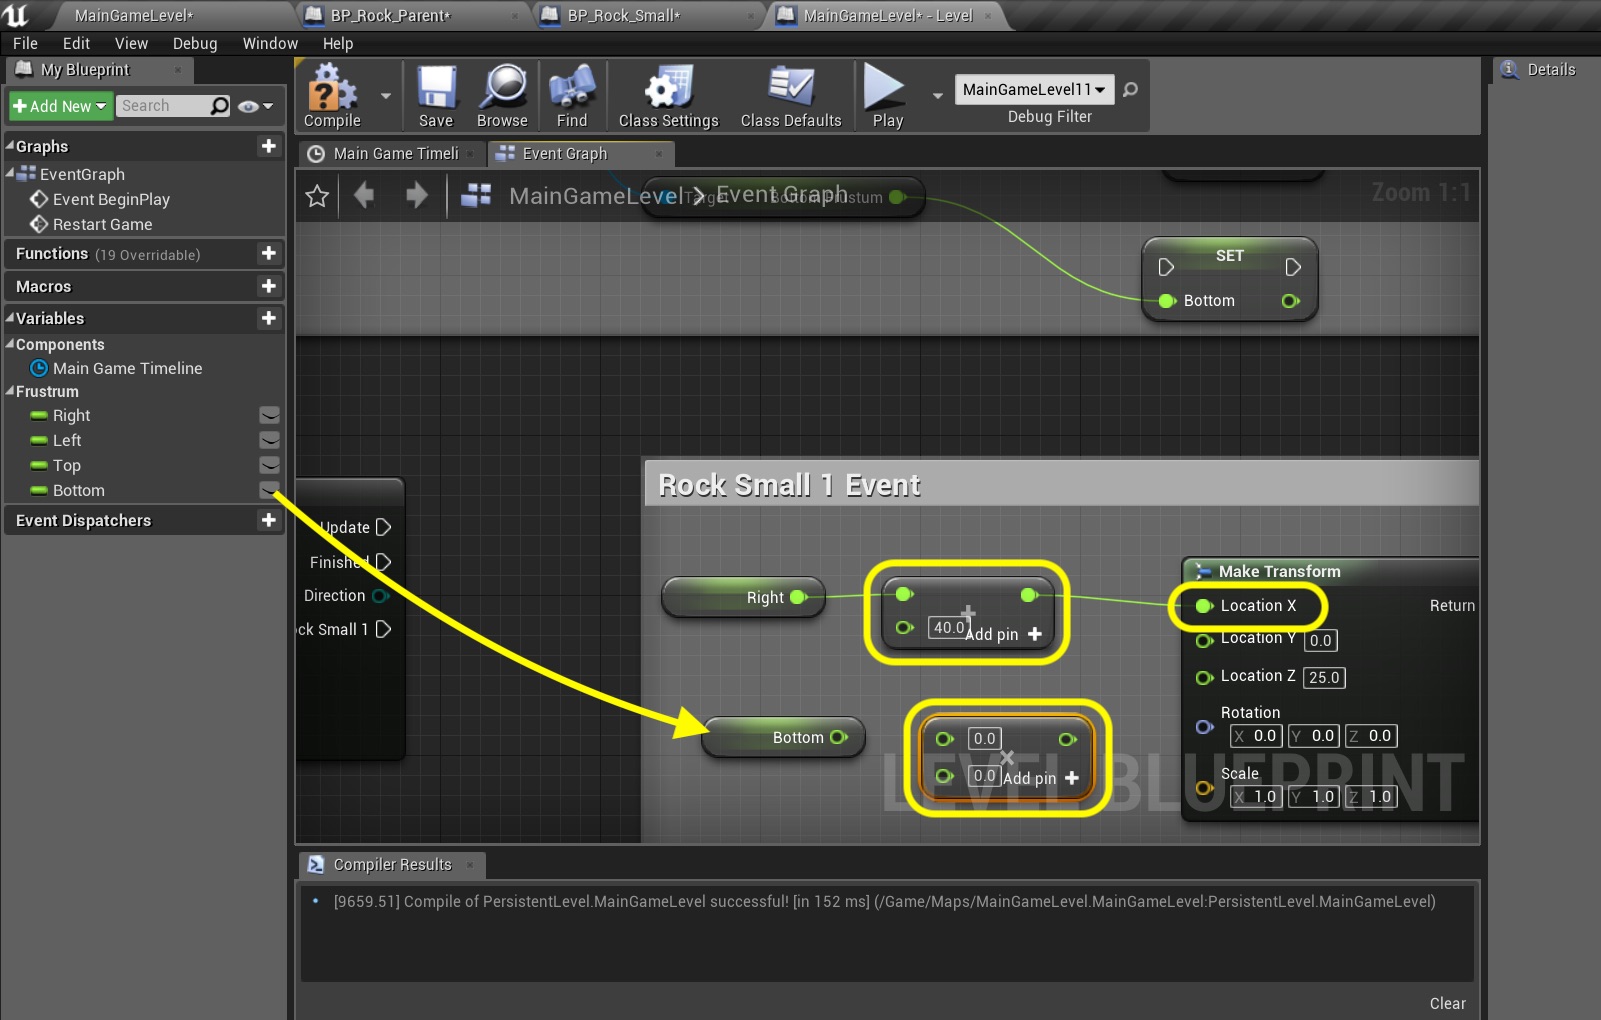 MainGameLevel*
BP_Rock_Parent*
BP_Rock_Small*
MainGameLevel* - Level
File Edit View Debug Window Help
My Blueprint
Add New
Search
Graphs
EventGraph
Event BeginPlay
Restart Game
Functions (19 Overridable)
Macros
Variables
Components
Main Game Timeline
Frustrum
Right
Left
Top
Bottom
Event Dispatchers
Compile
Save
Browse
Find
Class Settings
Class Defaults
Play
MainGameLevel11
Debug Filter
Details
Main Game Timeli
Event Graph
MainGameLevel > Event Graph
Target
Bottom Frustum
Zoom 1:1
SET
Bottom
Update
Finished
Direction
ock Small 1
Rock Small 1 Event
Right
40.0
Add pin
Bottom
0.0
0.0
Add pin
Make Transform
Location X
Return
Location Y 0.0
Location Z 25.0
Rotation
X 0.0 Y 0.0 Z 0.0
Scale
X 1.0 Y 1.0 Z 1.0
LEVEL BLUEPRINT
Compiler Results
[9659.51] Compile of PersistentLevel.MainGameLevel successful! [in 152 ms] (/Game/Maps/MainGameLevel.MainGameLevel:PersistentLevel.MainGameLevel)
Clear